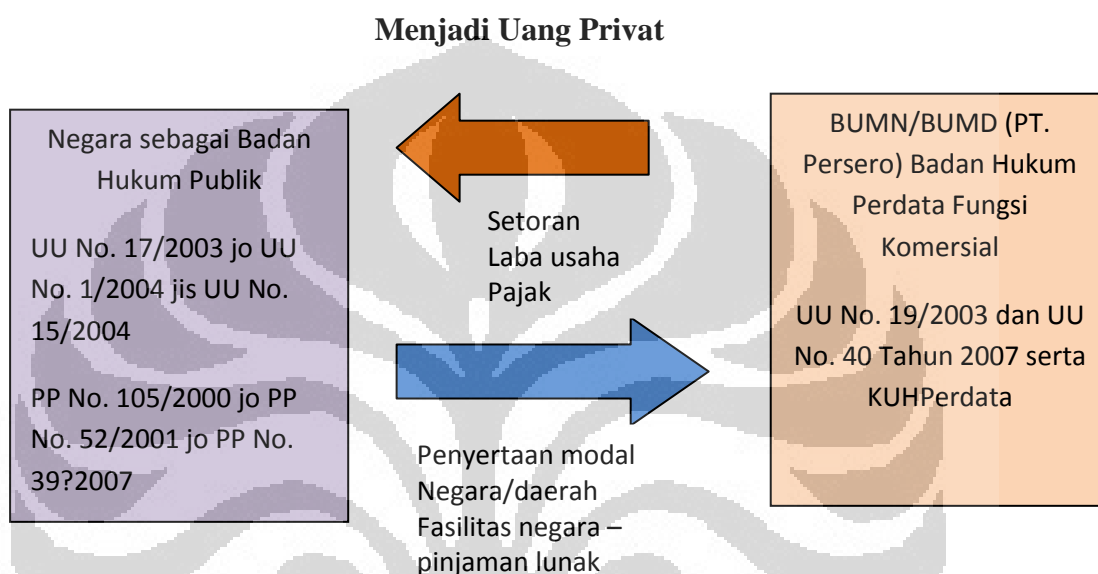 Menjadi Uang Privat
Negara sebagai Badan
Hukum Publik
UU No. 17/2003 jo UU
No. 1/2004 jis UU No.
15/2004
PP No. 105/2000 jo PP
No. 52/2001 jo PP No.
39?2007
Setoran
Laba usaha
Pajak
Penyertaan modal
Negara/daerah
Fasilitas negara –
pinjaman lunak
BUMN/BUMD (PT.
Persero) Badan Hukum
Perdata Fungsi
Komersial
UU No. 19/2003 dan UU
No. 40 Tahun 2007 serta
KUHPerdata